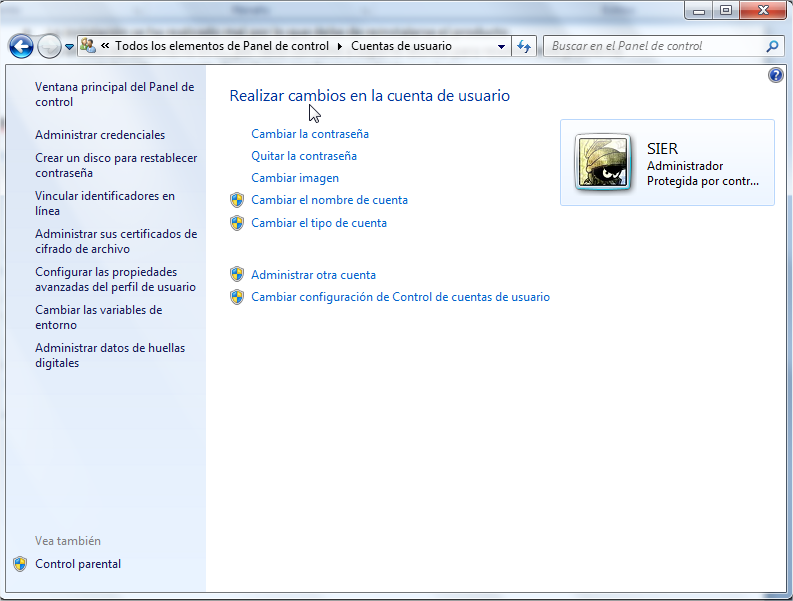 « Todos los elementos de Panel de control ▸ Cuentas de usuario
Buscar en el Panel de control
Ventana principal del Panel de
control
Administrar credenciales
Crear un disco para restablecer
contraseña
Vincular identificadores en
línea
Administrar sus certificados de
cifrado de archivo
Configurar las propiedades
avanzadas del perfil de usuario
Cambiar las variables de
entorno
Administrar datos de huellas
digitales
Vea también
Control parental
Realizar cambios en la cuenta de usuario
Cambiar la contraseña
Quitar la contraseña
Cambiar imagen
Cambiar el nombre de cuenta
Cambiar el tipo de cuenta
Administrar otra cuenta
Cambiar configuración de Control de cuentas de usuario
SIER
Administrador
Protegida por contr...